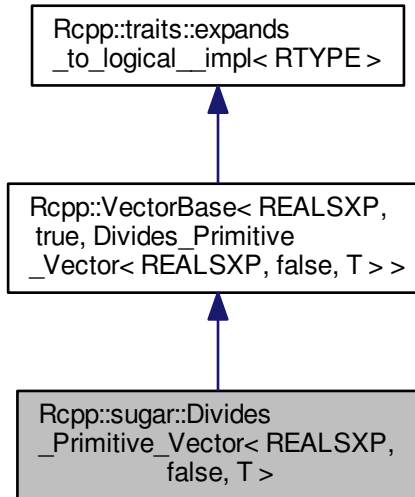 Rcpp::traits::expands
_to_logical__impl< RTYPE >
Rcpp::VectorBase< REALSXP,
true, Divides_Primitive
_Vector< REALSXP, false, T > >
Rcpp::sugar::Divides
_Primitive_Vector< REALSXP,
false, T >